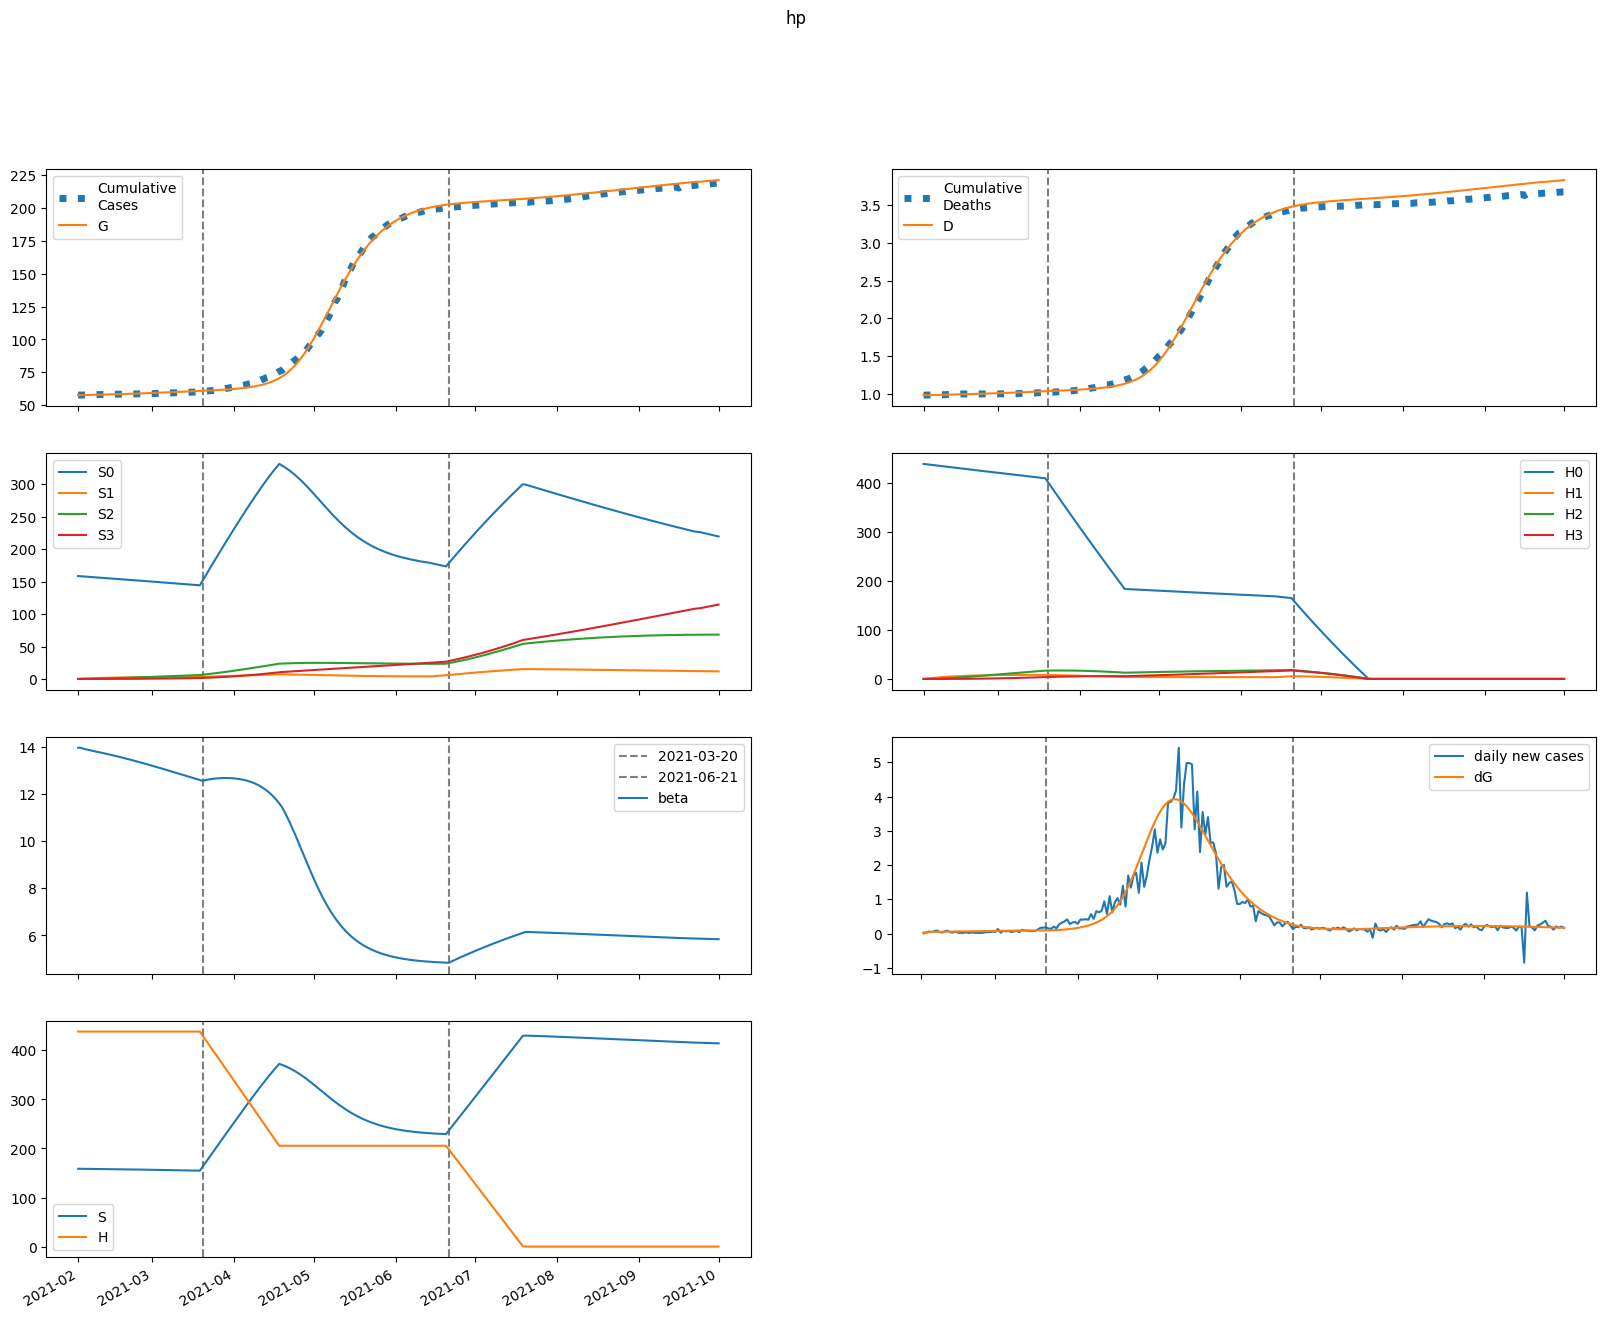 hp
225
200
175
150
125
100
75
50
Cumulative
Cases
G
3.5
3.0
2.5
2.0
1.5
1.0
Cumulative
Deaths
D
300
250
200
150
100
50
0
S0
S1
S2
S3
400
300
200
100
0
H0
H1
H2
H3
14
12
10
8
6
2021-03-20
2021-06-21
beta
5
4
3
2
1
0
−1
daily new cases
dG
400
300
200
100
0
S
H
2021-02
2021-03
2021-04
2021-05
2021-06
2021-07
2021-08
2021-09
2021-10